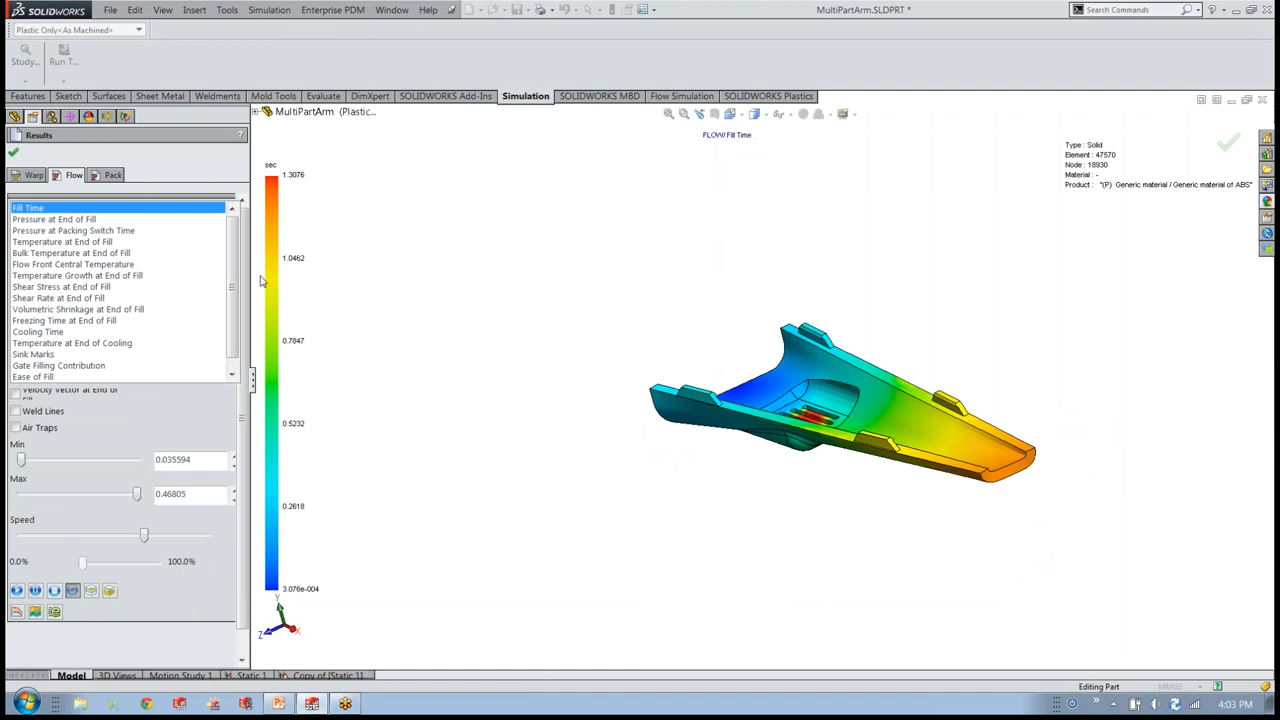 SOLIDWORKS File Edit View Insert Tools Simulation Enterprise PDM Window Help MultiPartArm.SLDPRT * Search Commands
Plastic Only<As Machined>
Study... Run T...
Features Sketch Surfaces Sheet Metal Weldments Mold Tools Evaluate DimXpert SOLIDWORKS Add-Ins Simulation SOLIDWORKS MBD Flow Simulation SOLIDWORKS Plastics
MultiPartArm (Plastic...
Results ?
Warp Flow Pack
FLOW/ Fill Time
Type : Solid
Element : 47570
Node : 18930
Material : -
Product : "(P) Generic material / Generic material of ABS"
sec
1.3076
1.0462
0.7847
0.5232
0.2618
3.076e-004
Fill Time
Pressure at End of Fill
Pressure at Packing Switch Time
Temperature at End of Fill
Bulk Temperature at End of Fill
Flow Front Central Temperature
Temperature Growth at End of Fill
Shear Stress at End of Fill
Shear Rate at End of Fill
Volumetric Shrinkage at End of Fill
Freezing Time at End of Fill
Cooling Time
Temperature at End of Cooling
Sink Marks
Gate Filling Contribution
Ease of Fill
Velocity Vector at End of
Fill
Weld Lines
Air Traps
Min
0.035594
Max
0.46805
Speed
0.0% 100.0%
Y
Z X
Model 3D Views Motion Study 1 Static 1 Copy of [Static 1]
Editing Part MMGS
4:03 PM